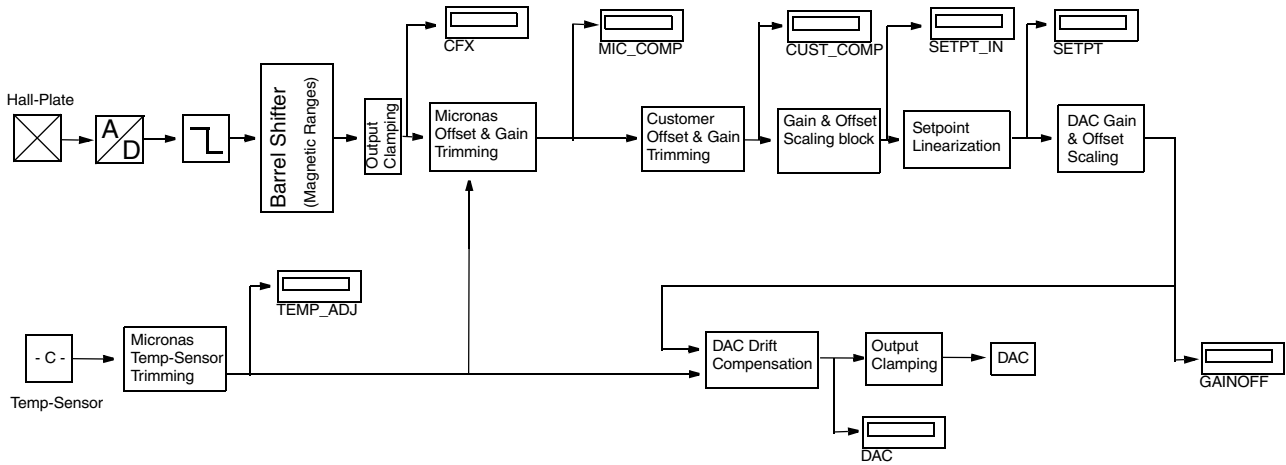 CFX
MIC_COMP
CUST_COMP
SETPT_IN
SETPT
Hall-Plate
A
D
Barrel Shifter
(Magnetic Ranges)
Output
Clamping
Micronas
Offset & Gain
Trimming
Customer
Offset & Gain
Trimming
Gain & Offset
Scaling block
Setpoint
Linearization
DAC Gain
& Offset
Scaling
TEMP_ADJ
- C -
Temp-Sensor
Micronas
Temp-Sensor
Trimming
DAC Drift
Compensation
Output
Clamping
DAC
GAINOFF
DAC